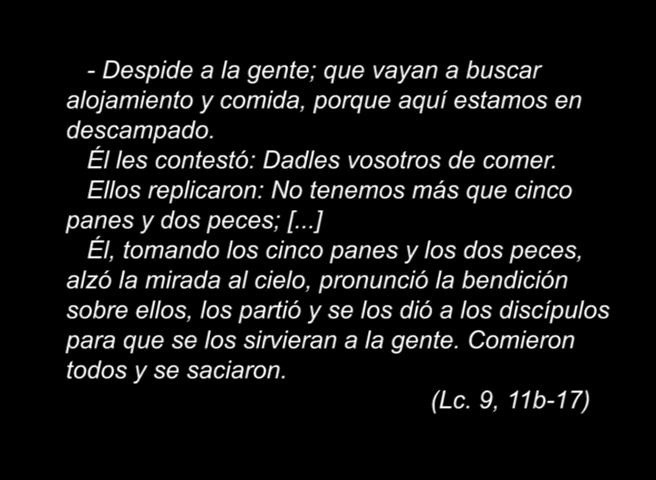 - Despide a la gente; que vayan a buscar
alojamiento y comida, porque aquí estamos en
descampado.
Él les contestó: Dadles vosotros de comer.
Ellos replicaron: No tenemos más que cinco
panes y dos peces; [...]
Él, tomando los cinco panes y los dos peces,
alzó la mirada al cielo, pronunció la bendición
sobre ellos, los partió y se los dió a los discípulos
para que se los sirvieran a la gente. Comieron
todos y se saciaron.
(Lc. 9, 11b-17)